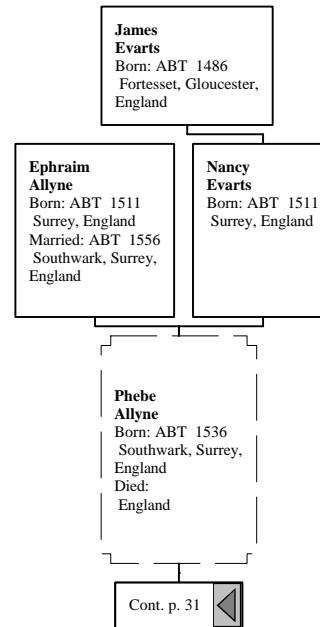 James
Evarts
Born: ABT 1486
Fortesset, Gloucester,
England
Ephraim
Allyne
Born: ABT 1511
Surrey, England
Married: ABT 1556
Southwark, Surrey,
England
Nancy
Evarts
Born: ABT 1511
Surrey, England
Phebe
Allyne
Born: ABT 1536
Southwark, Surrey,
England
Died:
England
Cont. p. 31